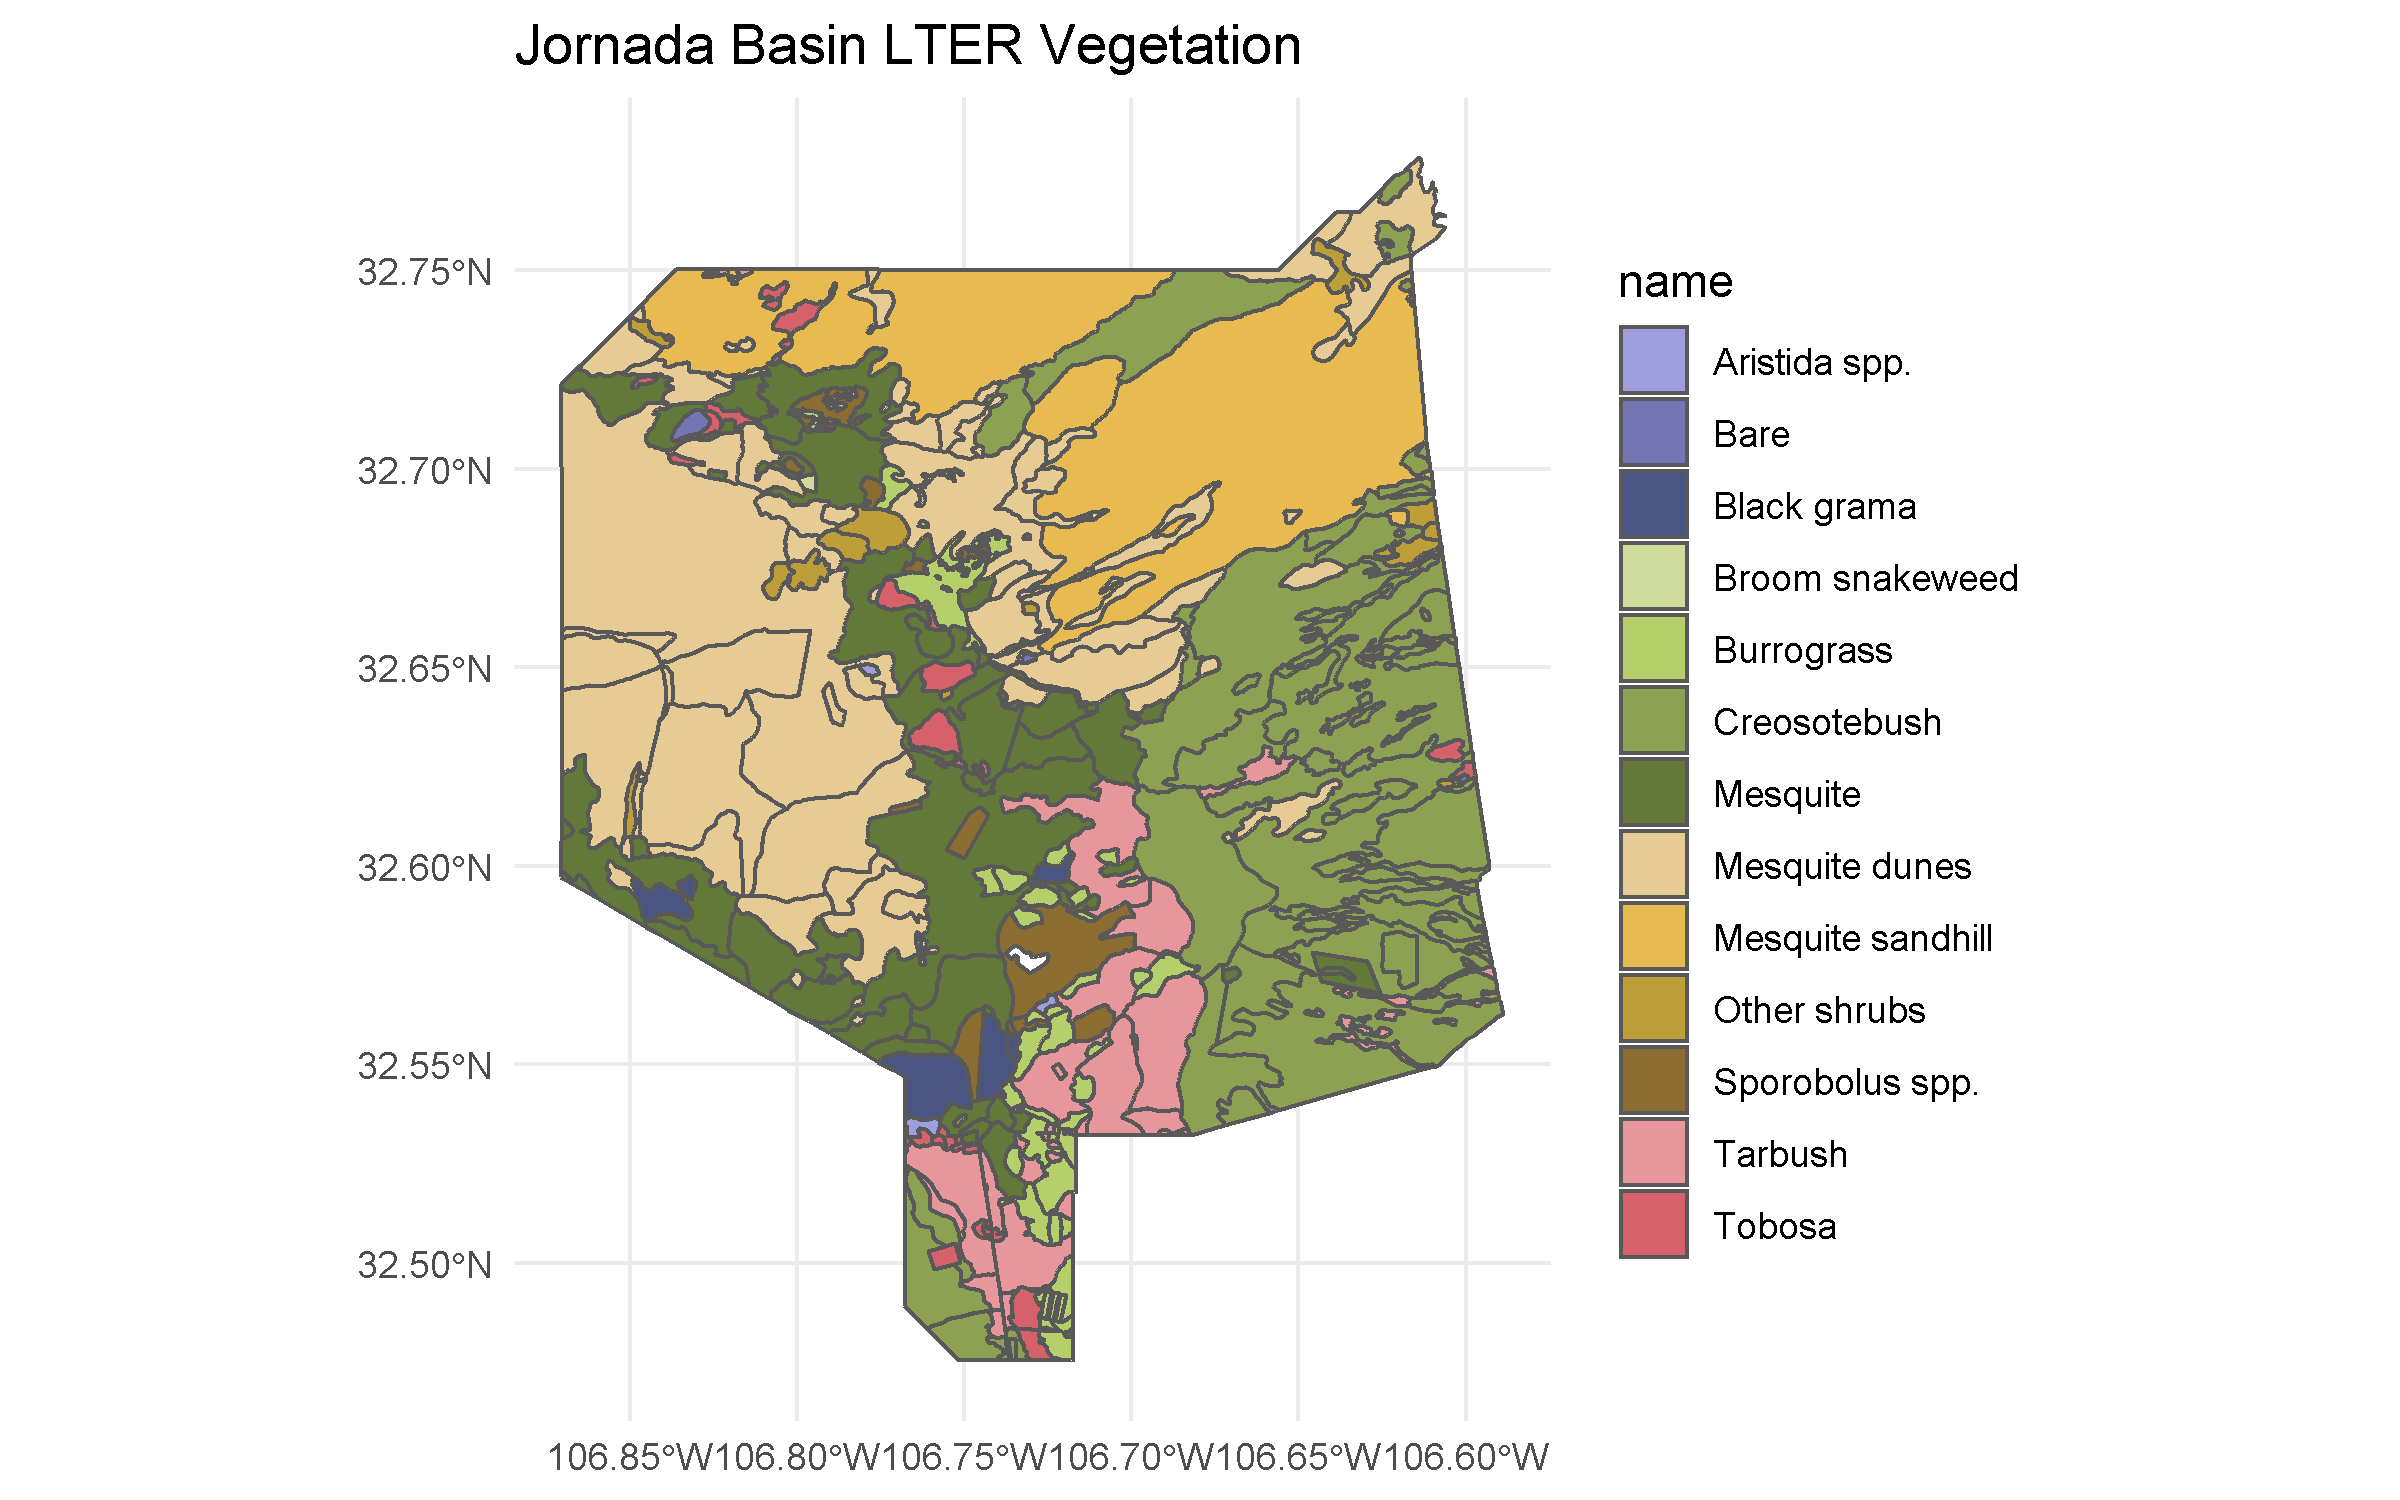 Jornada Basin LTER Vegetation
32.75°N
32.70°N
32.65°N
32.60°N
32.55°N
32.50°N
106.85°W 106.80°W 106.75°W 106.70°W 106.65°W 106.60°W
name
Aristida spp.
Bare
Black grama
Broom snakeweed
Burrograss
Creosotebush
Mesquite
Mesquite dunes
Mesquite sandhill
Other shrubs
Sporobolus spp.
Tarbush
Tobosa